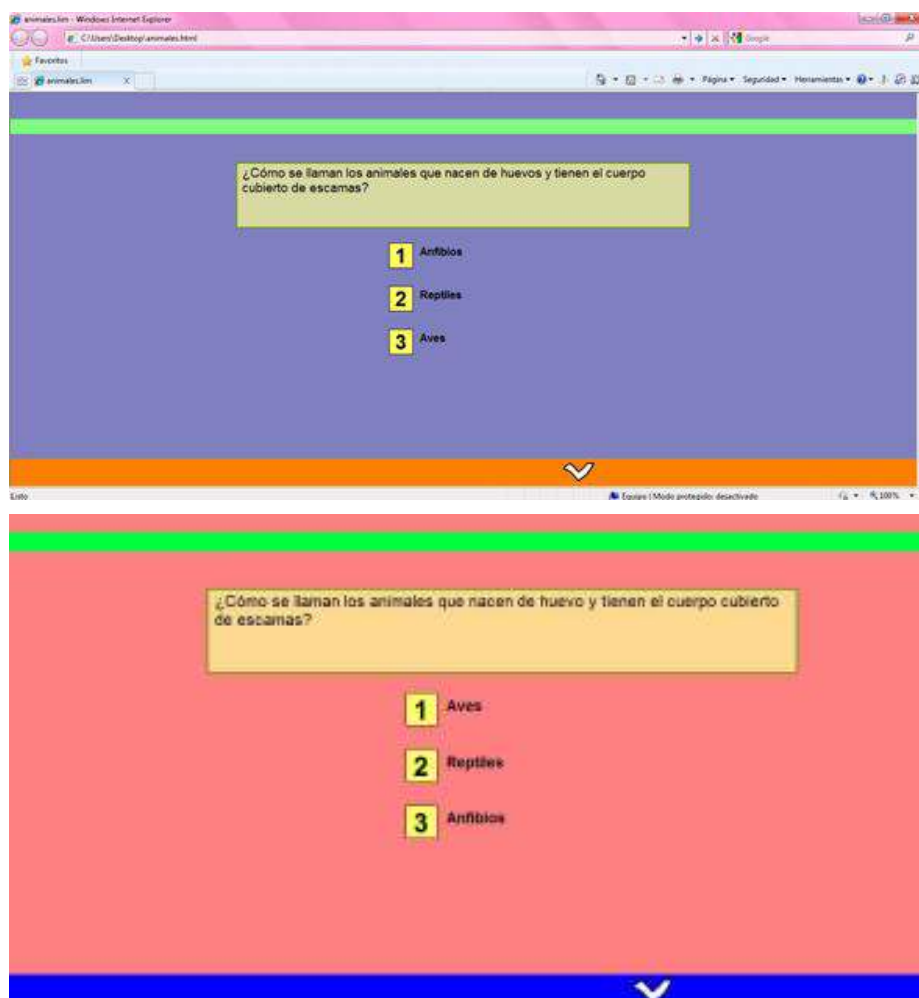 animales.lim - Windows Internet Explorer
C:\Users\Desktop\animales.html
Google
Favoritos
animales.lim X
Página Seguridad Herramientas
¿Cómo se llaman los animales que nacen de huevos y tienen el cuerpo
cubierto de escamas?
1 Anfibios
2 Reptiles
3 Aves
Listo
Equipo | Modo protegido: desactivado
100%
¿Cómo se llaman los animales que nacen de huevo y tienen el cuerpo cubierto
de escamas?
1 Aves
2 Reptiles
3 Anfibios